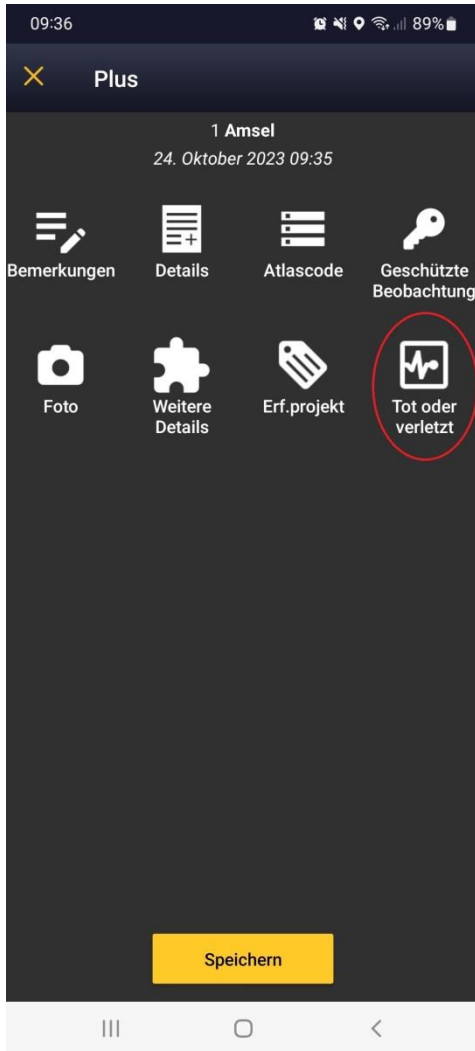 09:36 89%
Plus
1 Amsel
24. Oktober 2023 09:35
Bemerkungen Details Atlascode Geschützte
Beobachtung
Foto Weitere Erf.projekt Tot oder
Details verletzt
Speichern